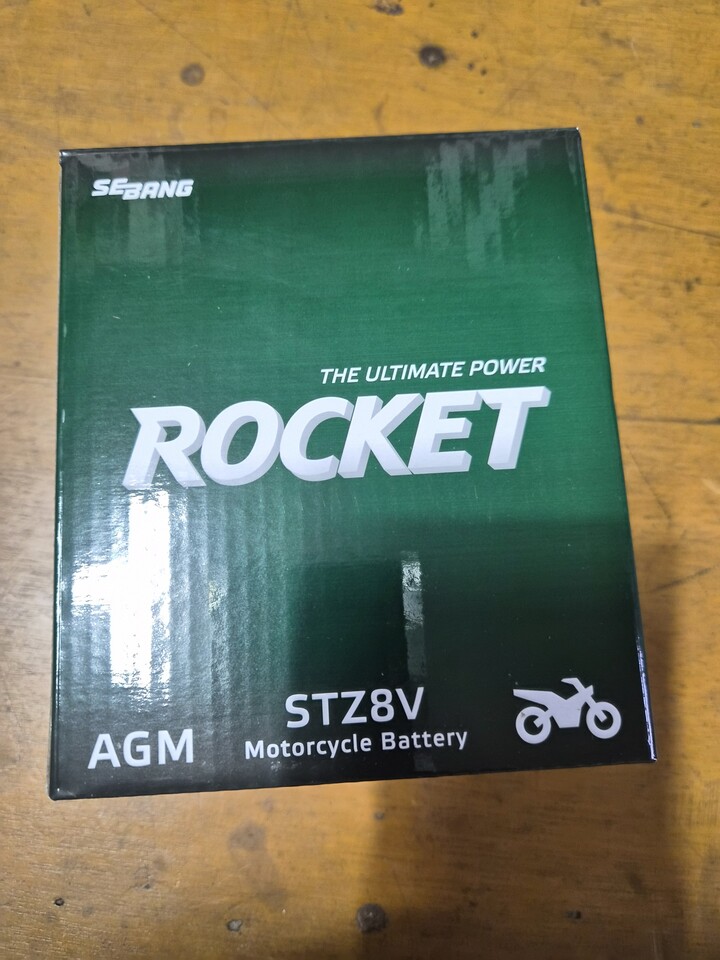 SEBANG
THE ULTIMATE POWER
ROCKET
AGM
STZ8V
Motorcycle Battery